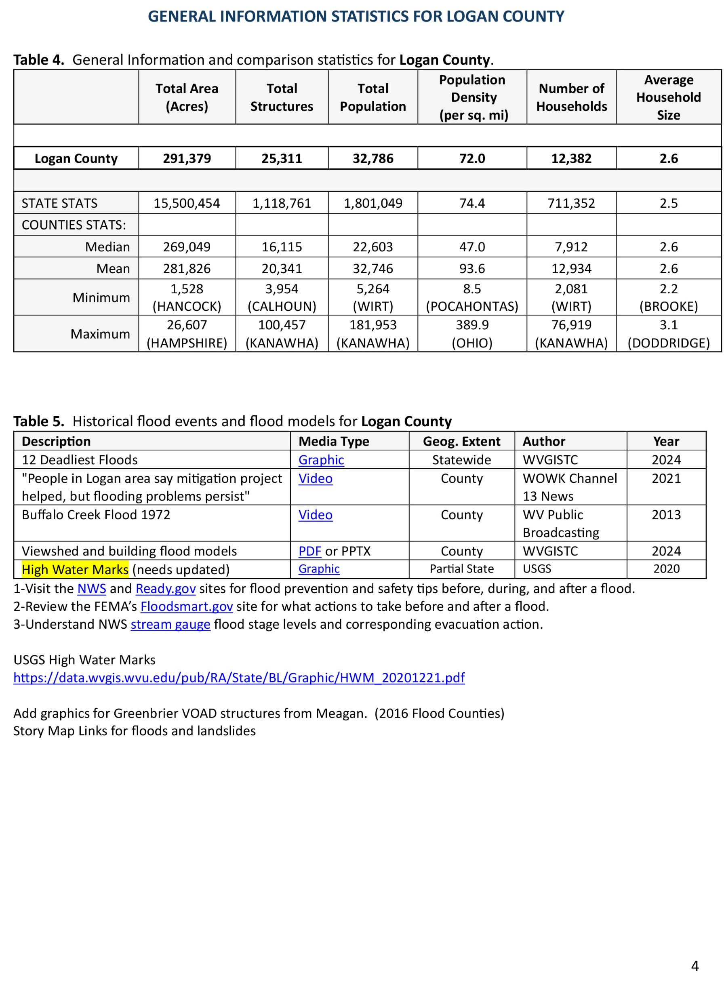 GENERAL INFORMATION STATISTICS FOR LOGAN COUNTY
Table 4. General Information and comparison statistics for Logan County.
Total Area (Acres) Total Structures Total Population Population Density (per sq. mi) Number of Households Average Household Size
Logan County 291,379 25,311 32,786 72.0 12,382 2.6
STATE STATS 15,500,454 1,118,761 1,801,049 74.4 711,352 2.5
COUNTIES STATS:
Median 269,049 16,115 22,603 47.0 7,912 2.6
Mean 281,826 20,341 32,746 93.6 12,934 2.6
Minimum 1,528 (HANCOCK) 3,954 (CALHOUN) 5,264 (WIRT) 8.5 (POCAHONTAS) 2,081 (WIRT) 2.2 (BROOKE)
Maximum 26,607 (HAMPSHIRE) 100,457 (KANAWHA) 181,953 (KANAWHA) 389.9 (OHIO) 76,919 (KANAWHA) 3.1 (DODDRIDGE)
Table 5. Historical flood events and flood models for Logan County
Description Media Type Geog. Extent Author Year
12 Deadliest Floods Graphic Statewide WVGISTC 2024
"People in Logan area say mitigation project helped, but flooding problems persist" Video County WOWK Channel 13 News 2021
Buffalo Creek Flood 1972 Video County WV Public Broadcasting 2013
Viewshed and building flood models PDF or PPTX County WVGISTC 2024
High Water Marks (needs updated) Graphic Partial State USGS 2020
1-Visit the NWS and Ready.gov sites for flood prevention and safety tips before, during, and after a flood.
2-Review the FEMA’s Floodsmart.gov site for what actions to take before and after a flood.
3-Understand NWS stream gauge flood stage levels and corresponding evacuation action.
USGS High Water Marks
https://data.wvgis.wvu.edu/pub/RA/State/BL/Graphic/HWM_20201221.pdf
Add graphics for Greenbrier VOAD structures from Meagan. (2016 Flood Counties)
Story Map Links for floods and landslides
4